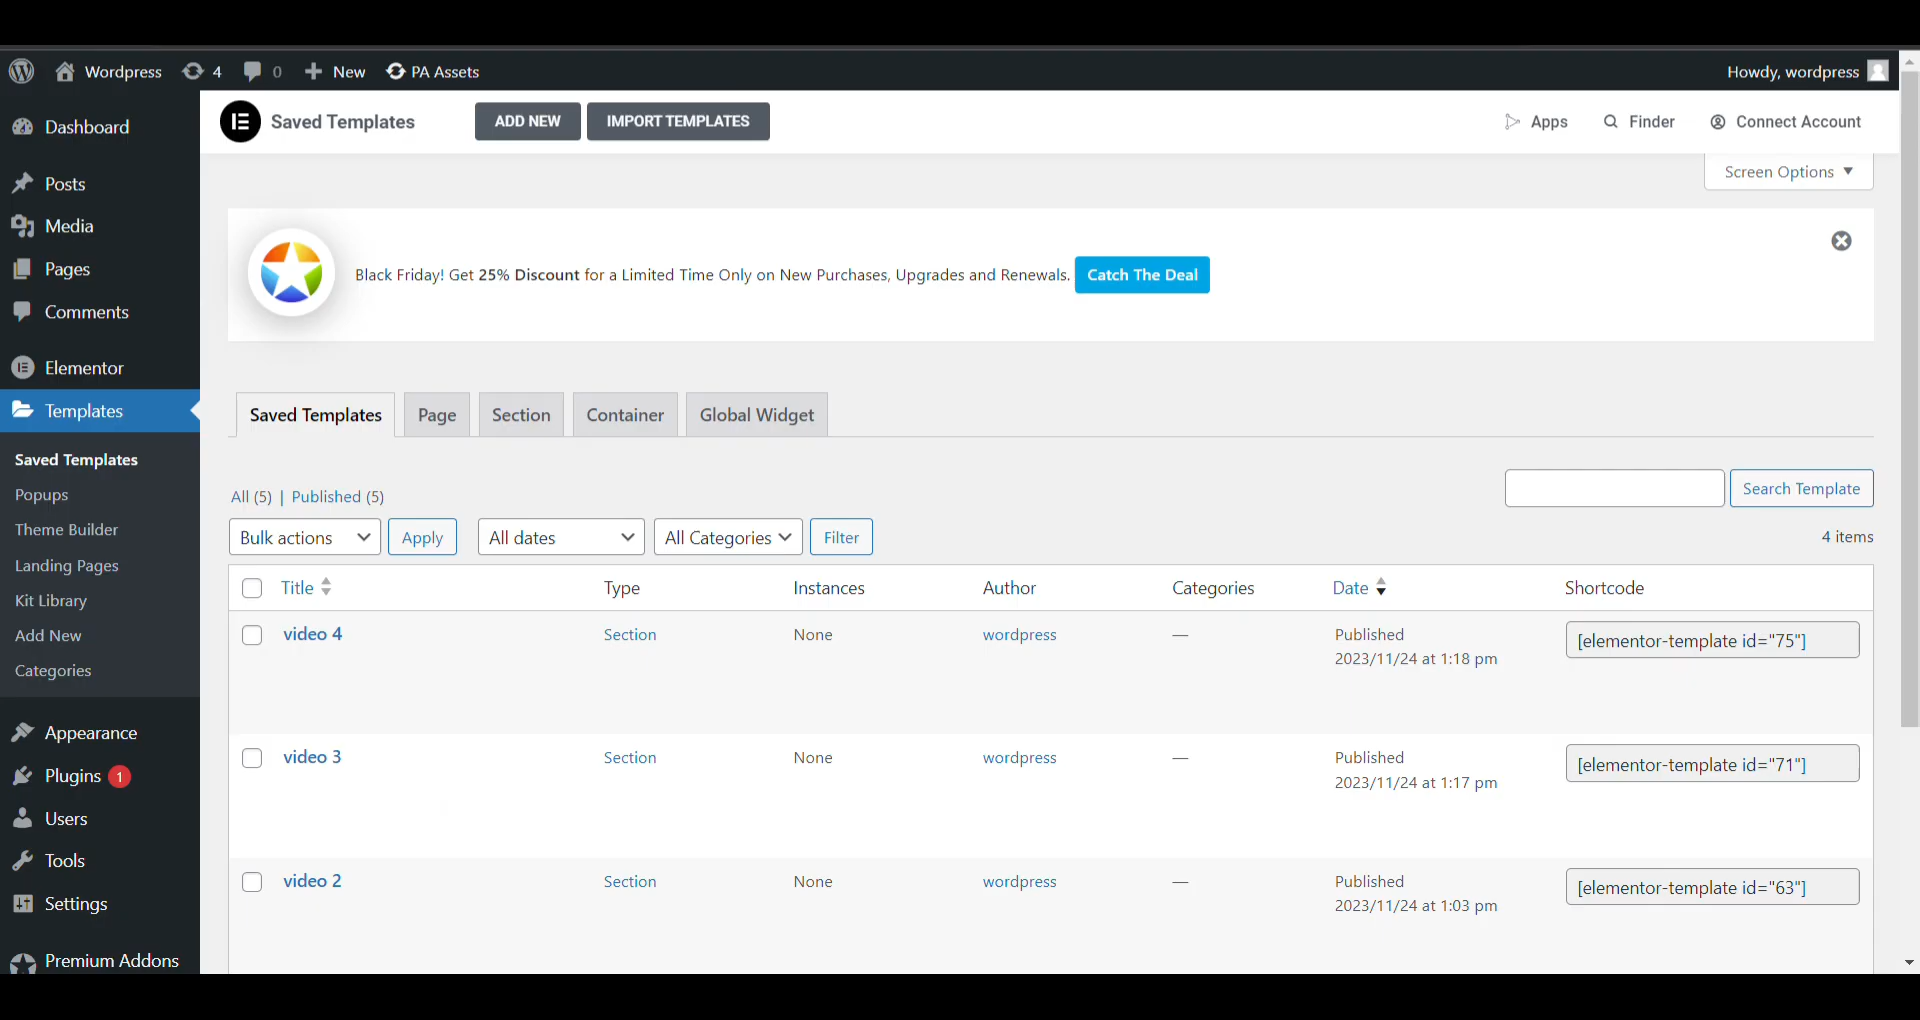 Wordpress 4 0 New PA Assets Howdy, wordpress
Dashboard
Posts
Media
Pages
Comments
Elementor
Templates
Saved Templates
Popups
Theme Builder
Landing Pages
Kit Library
Add New
Categories
Appearance
Plugins 1
Users
Tools
Settings
Premium Addons
Saved Templates ADD NEW IMPORT TEMPLATES Apps Finder Connect Account
Screen Options
Black Friday! Get 25% Discount for a Limited Time Only on New Purchases, Upgrades and Renewals. Catch The Deal
Saved Templates Page Section Container Global Widget
All (5) | Published (5) Search Template
Bulk actions Apply All dates All Categories Filter 4 items
Title Type Instances Author Categories Date Shortcode
video 4 Section None wordpress — Published [elementor-template id="75"]
2023/11/24 at 1:18 pm
video 3 Section None wordpress — Published [elementor-template id="71"]
2023/11/24 at 1:17 pm
video 2 Section None wordpress — Published [elementor-template id="63"]
2023/11/24 at 1:03 pm